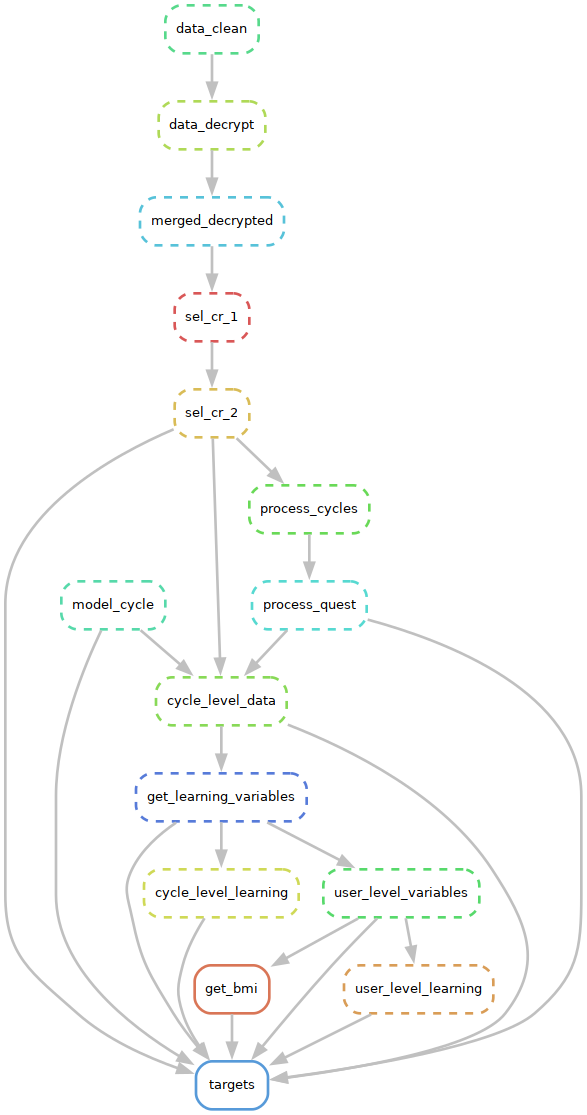 data_clean
data_decrypt
merged_decrypted
sel_cr_1
sel_cr_2
process_cycles
model_cycle
process_quest
cycle_level_data
get_learning_variables
cycle_level_learning
user_level_variables
get_bmi
user_level_learning
targets